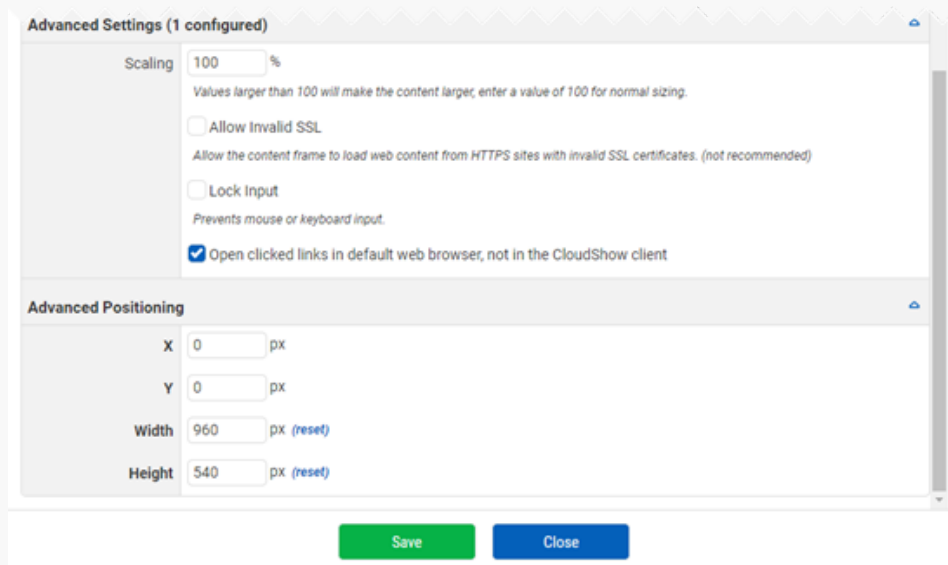 Advanced Settings (1 configured)
Scaling 100 %
Values larger than 100 will make the content larger, enter a value of 100 for normal sizing.
Allow Invalid SSL
Allow the content frame to load web content from HTTPS sites with invalid SSL certificates. (not recommended)
Lock Input
Prevents mouse or keyboard input.
Open clicked links in default web browser, not in the CloudShow client
Advanced Positioning
X 0 px
Y 0 px
Width 960 px (reset)
Height 540 px (reset)
Save Close